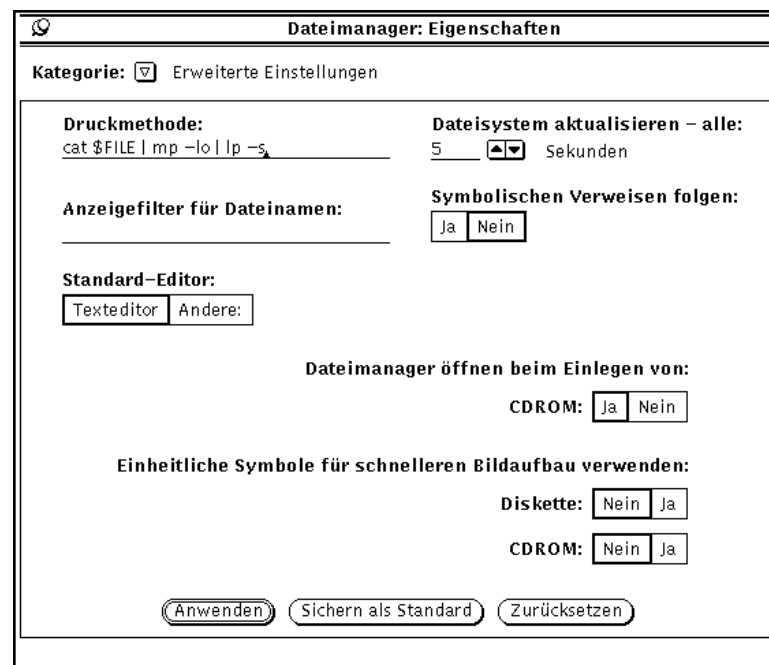 Dateimanager: Eigenschaften
Kategorie: Erweiterte Einstellungen
Druckmethode:
cat $FILE | mp –lo | lp –s
Dateisystem aktualisieren – alle:
5 Sekunden
Anzeigefilter für Dateinamen:
Symbolischen Verweisen folgen:
Ja Nein
Standard–Editor:
Texteditor Andere:
Dateimanager öffnen beim Einlegen von:
CDROM: Ja Nein
Einheitliche Symbole für schnelleren Bildaufbau verwenden:
Diskette: Nein Ja
CDROM: Nein Ja
Anwenden Sichern als Standard Zurücksetzen